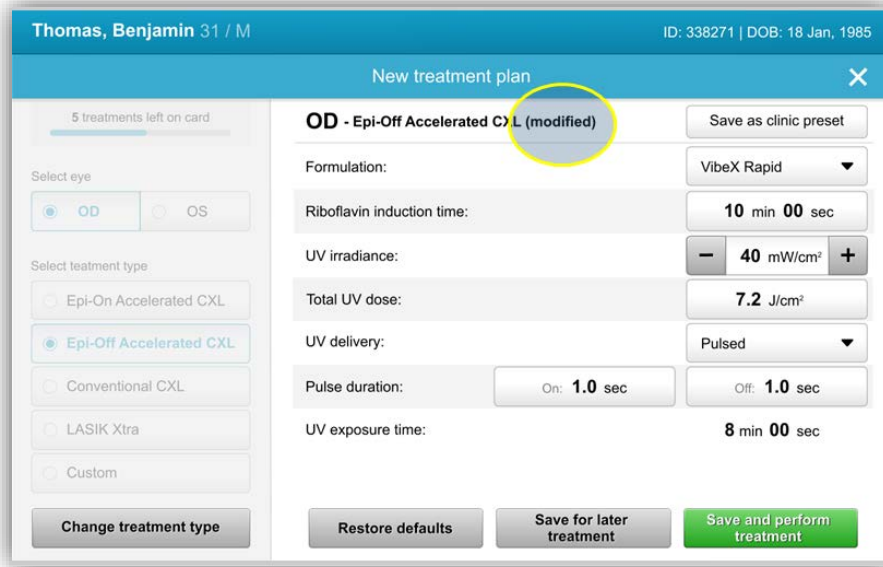 Thomas, Benjamin 31 / M
ID: 338271 | DOB: 18 Jan, 1985
New treatment plan
5 treatments left on card
Select eye
OD
OS
Select teatment type
Epi-On Accelerated CXL
Epi-Off Accelerated CXL
Conventional CXL
LASIK Xtra
Custom
Change treatment type
OD - Epi-Off Accelerated CXL (modified)
Save as clinic preset
Formulation:
VibeX Rapid
Riboflavin induction time:
10 min 00 sec
UV irradiance:
− 40 mW/cm² +
Total UV dose:
7.2 J/cm²
UV delivery:
Pulsed
Pulse duration:
On: 1.0 sec
Off: 1.0 sec
UV exposure time:
8 min 00 sec
Restore defaults
Save for later
treatment
Save and perform
treatment